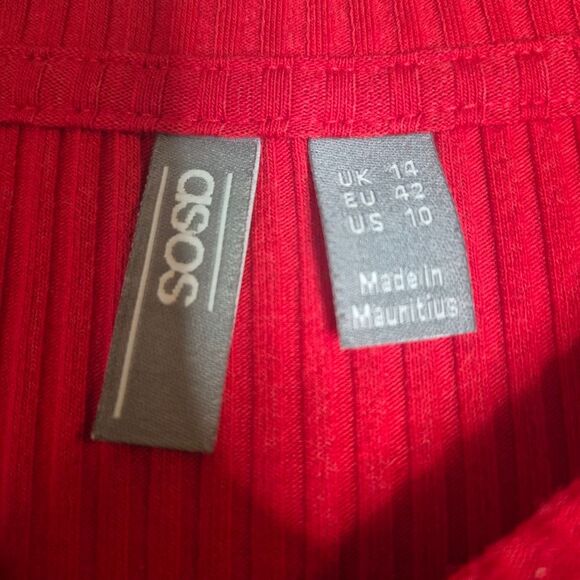 asos
UK 14
EU 42
US 10
Made in
Mauritius